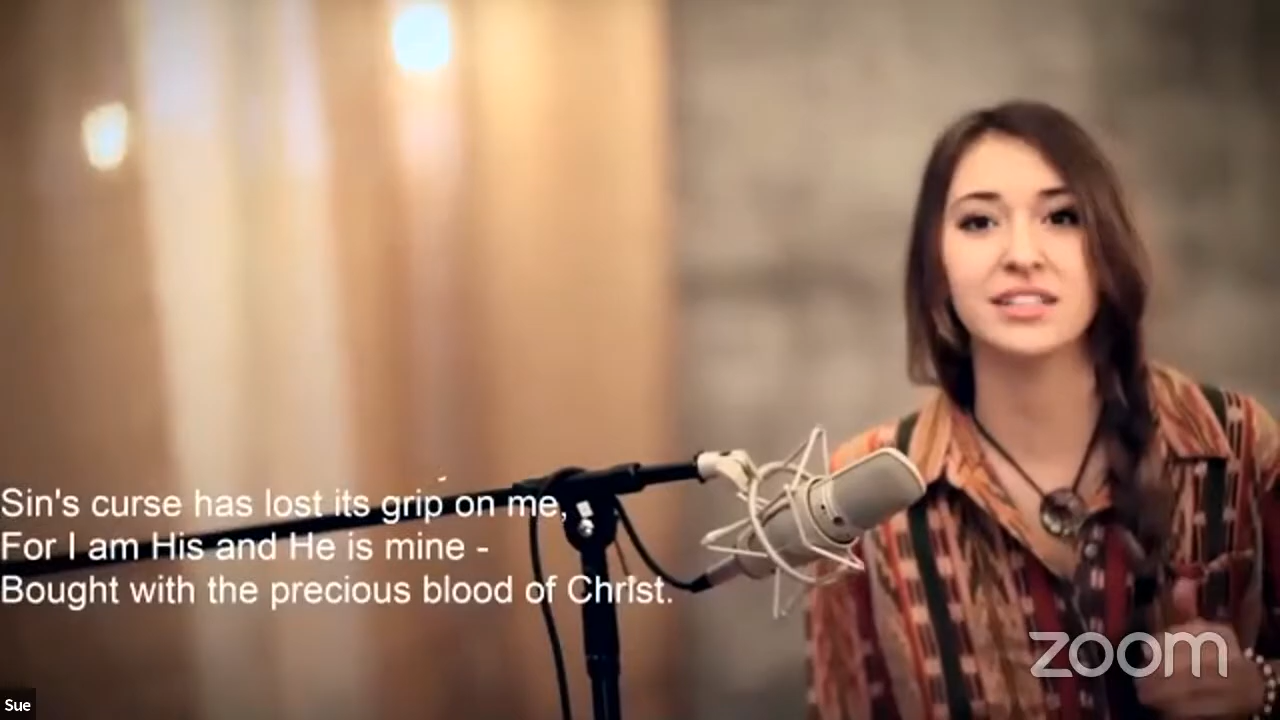 Sin's curse has lost its grip on me,
For I am His and He is mine -
Bought with the precious blood of Christ.
zoom
Sue